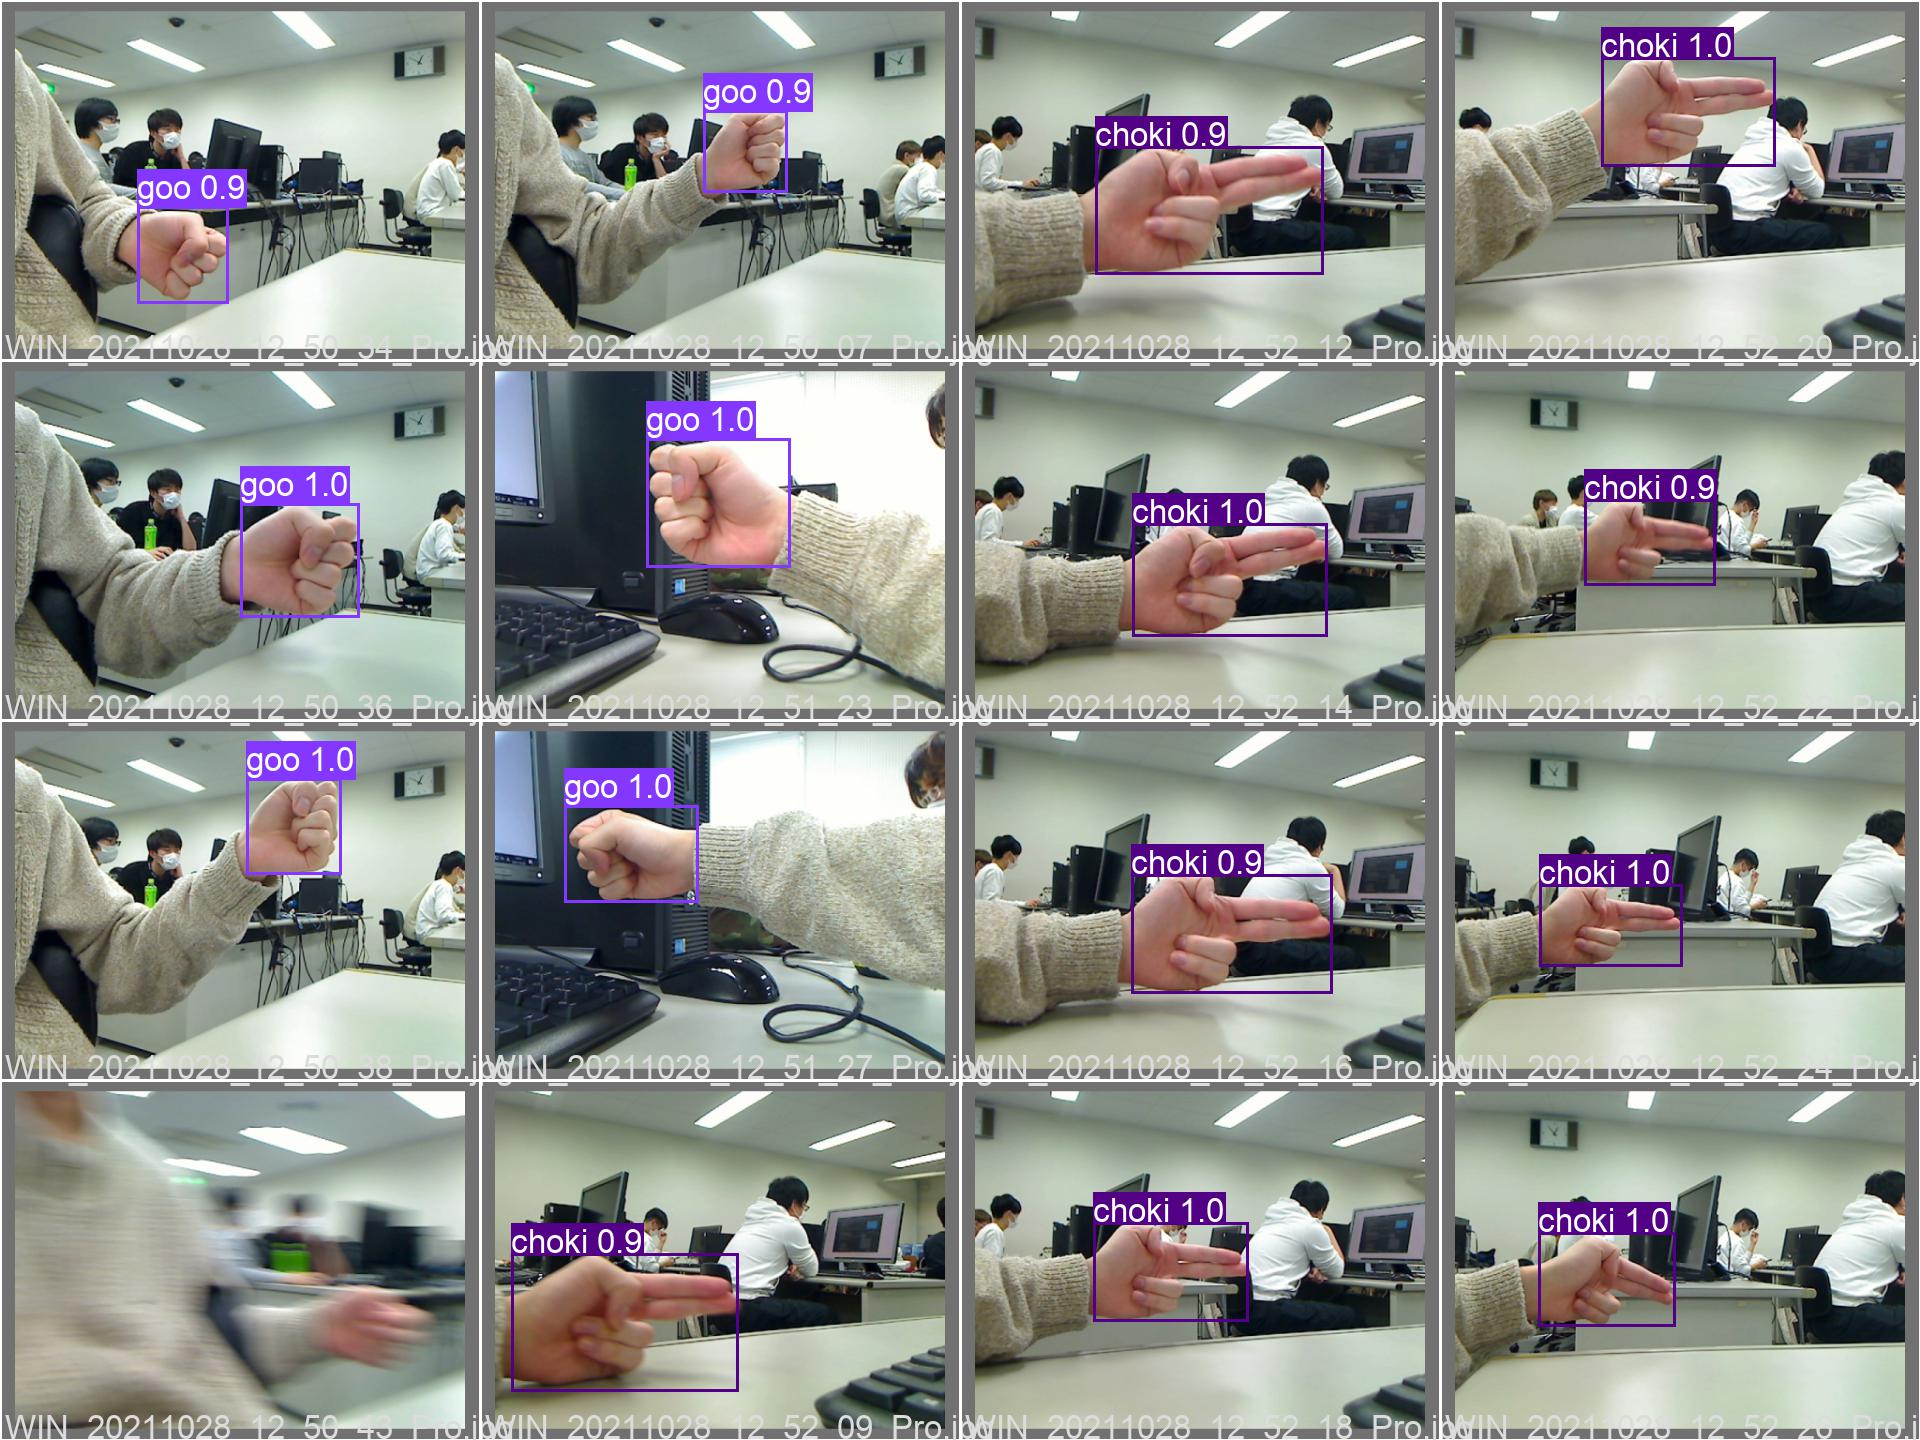 goo 0.9
WIN_20211028_12_50_34_Pro.jpg
goo 0.9
WIN_20211028_12_50_07_Pro.jpg
choki 0.9
WIN_20211028_12_52_12_Pro.jpg
choki 1.0
WIN_20211028_12_52_20_Pro.j
goo 1.0
WIN_20211028_12_50_36_Pro.jpg
goo 1.0
WIN_20211028_12_51_23_Pro.jpg
choki 1.0
WIN_20211028_12_52_14_Pro.jpg
choki 0.9
WIN_20211028_12_52_22_Pro.j
goo 1.0
WIN_20211028_12_50_38_Pro.jpg
goo 1.0
WIN_20211028_12_51_27_Pro.jpg
choki 0.9
WIN_20211028_12_52_16_Pro.jpg
choki 1.0
WIN_20211028_12_52_24_Pro.j
WIN_20211028_12_50_43_Pro.jpg
choki 0.9
WIN_20211028_12_52_09_Pro.jpg
choki 1.0
WIN_20211028_12_52_18_Pro.jpg
choki 1.0
WIN_20211028_12_52_26_Pro.j